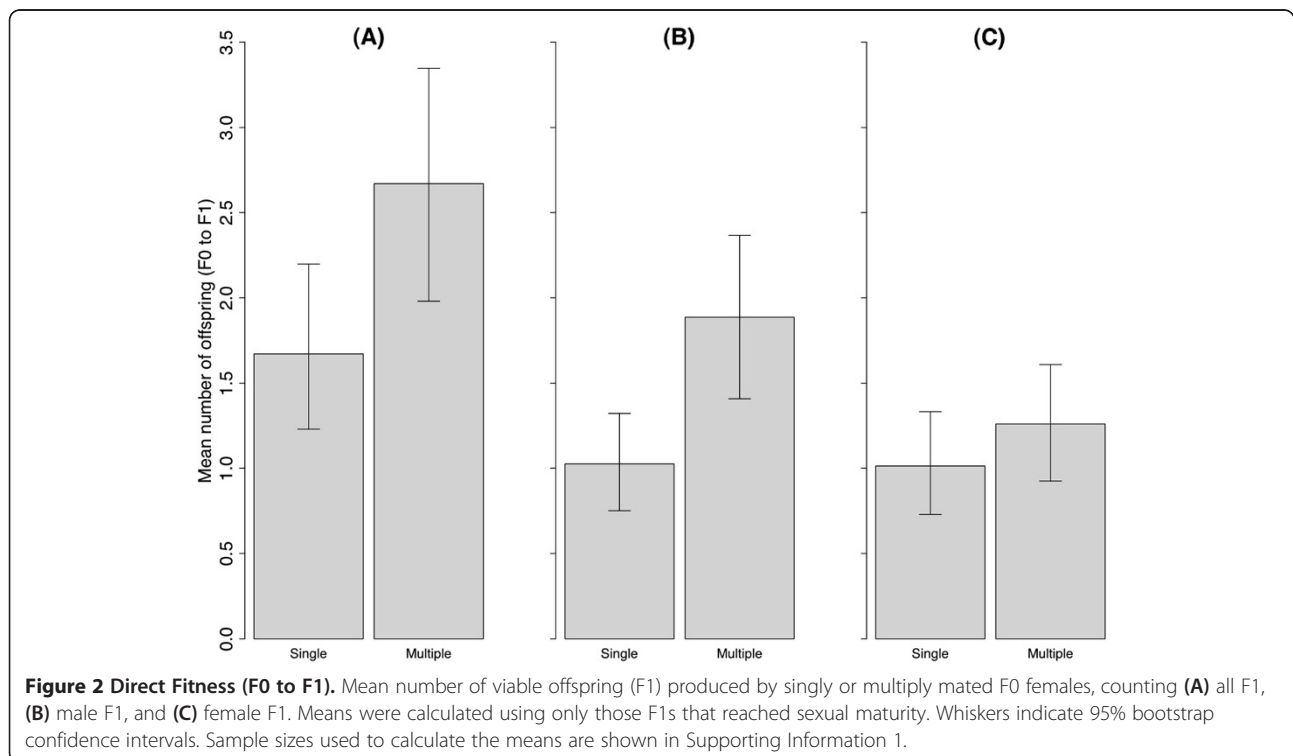 (A) (B) (C)
Mean number of offspring (F0 to F1)
3.5
3.0
2.5
2.0
1.5
1.0
0.5
0.0
Single Multiple Single Multiple Single Multiple
Figure 2 Direct Fitness (F0 to F1). Mean number of viable offspring (F1) produced by singly or multiply mated F0 females, counting (A) all F1,
(B) male F1, and (C) female F1. Means were calculated using only those F1s that reached sexual maturity. Whiskers indicate 95% bootstrap
confidence intervals. Sample sizes used to calculate the means are shown in Supporting Information 1.